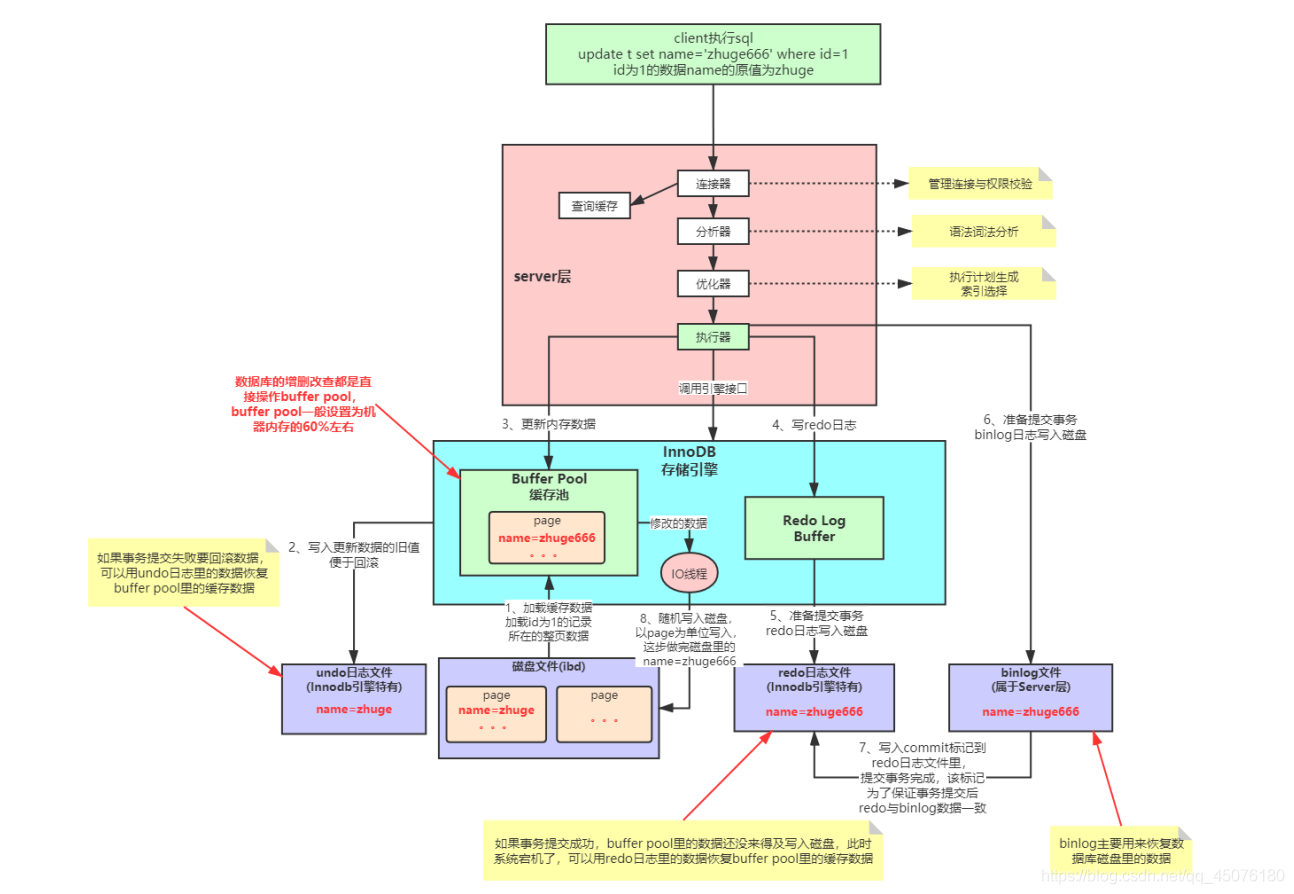 client执行sql
update t set name='zhuge666' where id=1
id为1的数据name的原值为zhuge
连接器
管理连接与权限校验
查询缓存
分析器
语法词法分析
server层
优化器
执行计划生成
索引选择
执行器
调用引擎接口
数据库的增删改查都是直
接操作buffer pool，
buffer pool一般设置为机
器内存的60%左右
3、更新内存数据
4、写redo日志
6、准备提交事务
binlog日志写入磁盘
InnoDB
存储引擎
Buffer Pool
缓存池
page
name=zhuge666
。。。
修改的数据
IO线程
Redo Log
Buffer
2、写入更新数据的旧值
便于回滚
如果事务提交失败要回滚数据，
可以用undo日志里的数据恢复
buffer pool里的缓存数据
1、加载缓存数据
加载id为1的记录
所在的整页数据
8、随机写入磁盘，
以page为单位写入，
这步做完磁盘里的
name=zhuge666
5、准备提交事务
redo日志写入磁盘
undo日志文件
(Innodb引擎特有)
name=zhuge
磁盘文件(ibd)
page
name=zhuge
。。。
page
。。。
redo日志文件
(Innodb引擎特有)
name=zhuge666
binlog文件
(属于Server层)
name=zhuge666
7、写入commit标记到
redo日志文件里，
提交事务完成，该标记
为了保证事务提交后
redo与binlog数据一致
如果事务提交成功，buffer pool里的数据还没来得及写入磁盘，此时
系统宕机了，可以用redo日志里的数据恢复buffer pool里的缓存数据
binlog主要用来恢复数
据库磁盘里的数据
https://blog.csdn.net/qq_45076180